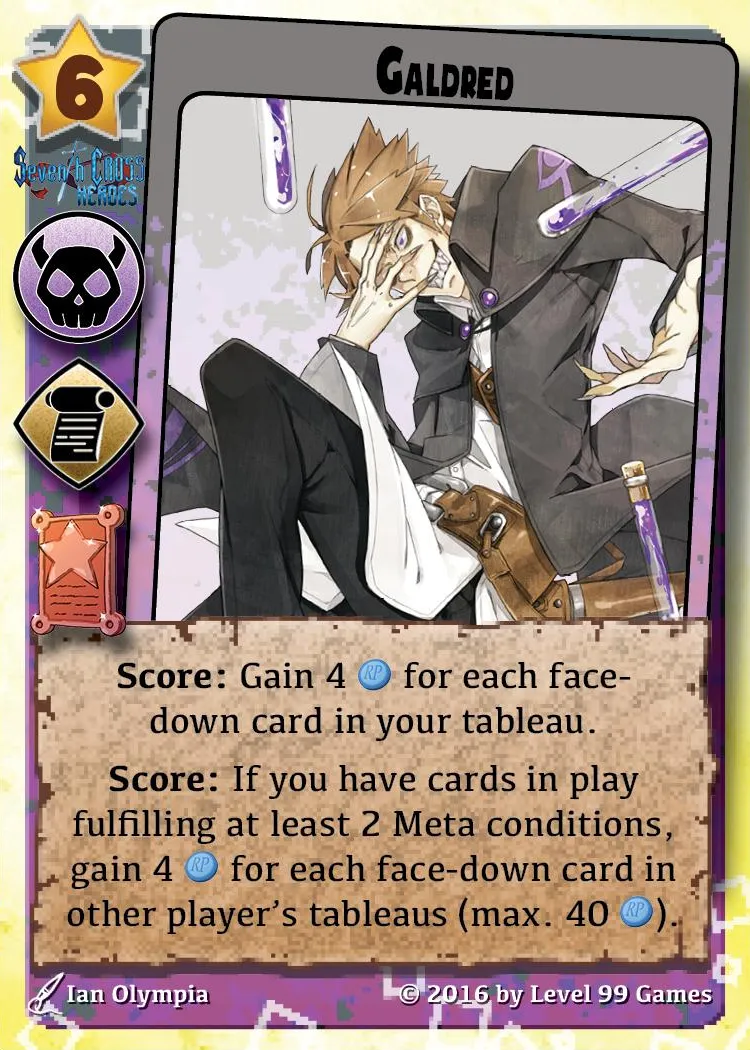 6
GALDRED
Seventh CROSS
HEROES
Score: Gain 4 RP for each face-
down card in your tableau.
Score: If you have cards in play
fulfilling at least 2 Meta conditions,
gain 4 RP for each face-down card in
other player's tableaus (max. 40 RP).
Ian Olympia
© 2016 by Level 99 Games